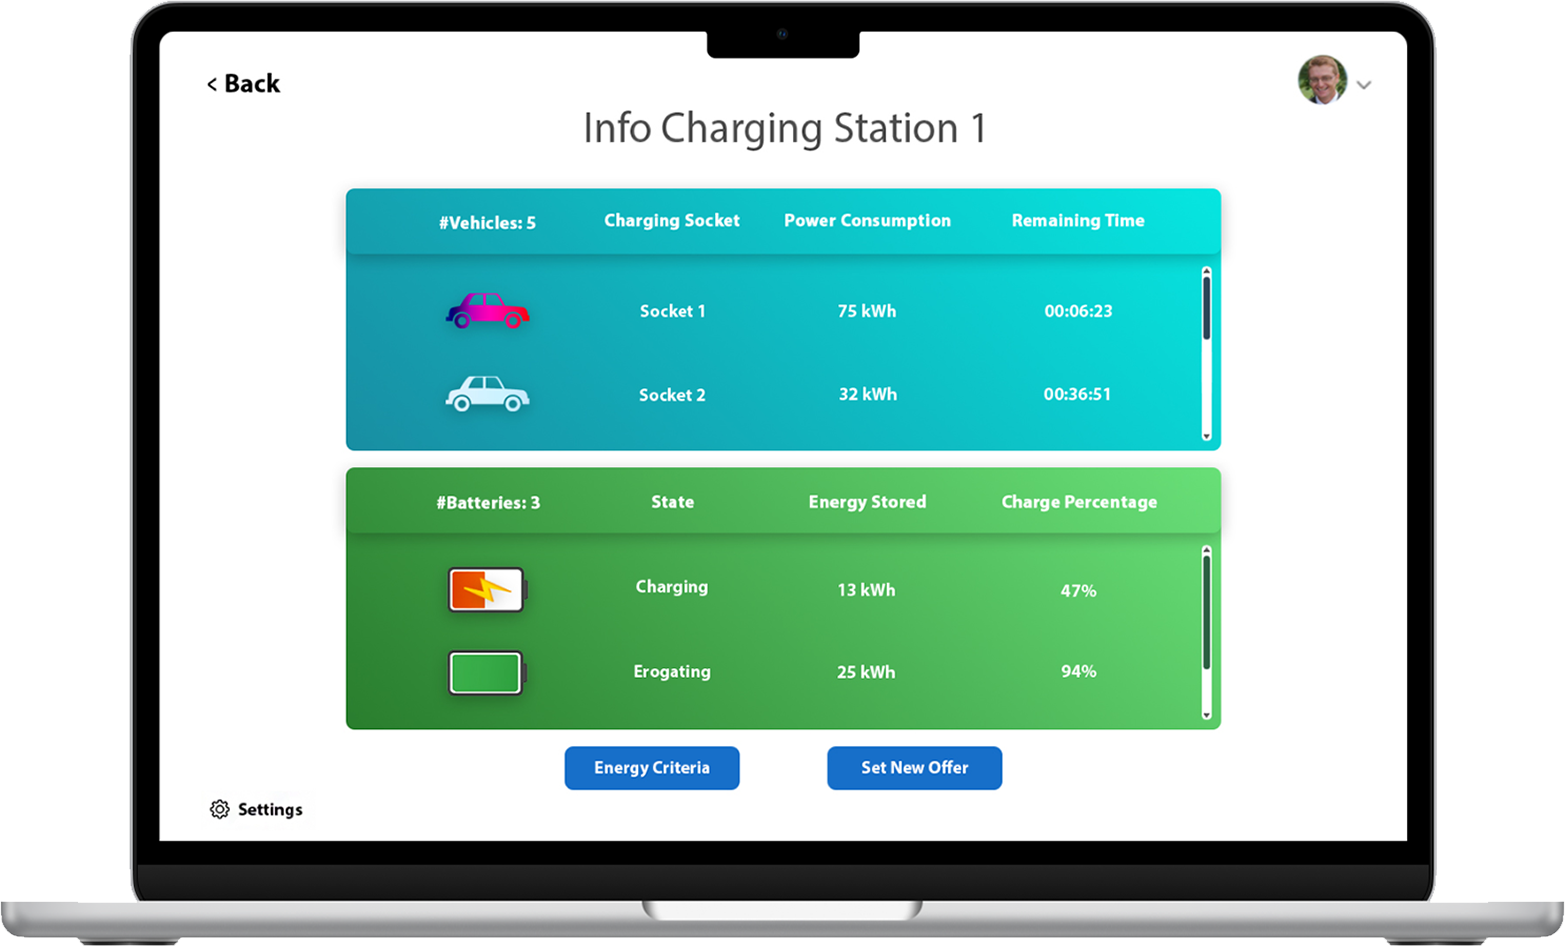 < Back
Info Charging Station 1
#Vehicles: 5 Charging Socket Power Consumption Remaining Time
Socket 1 75 kWh 00:06:23
Socket 2 32 kWh 00:36:51
#Batteries: 3 State Energy Stored Charge Percentage
Charging 13 kWh 47%
Erogating 25 kWh 94%
Energy Criteria Set New Offer
Settings